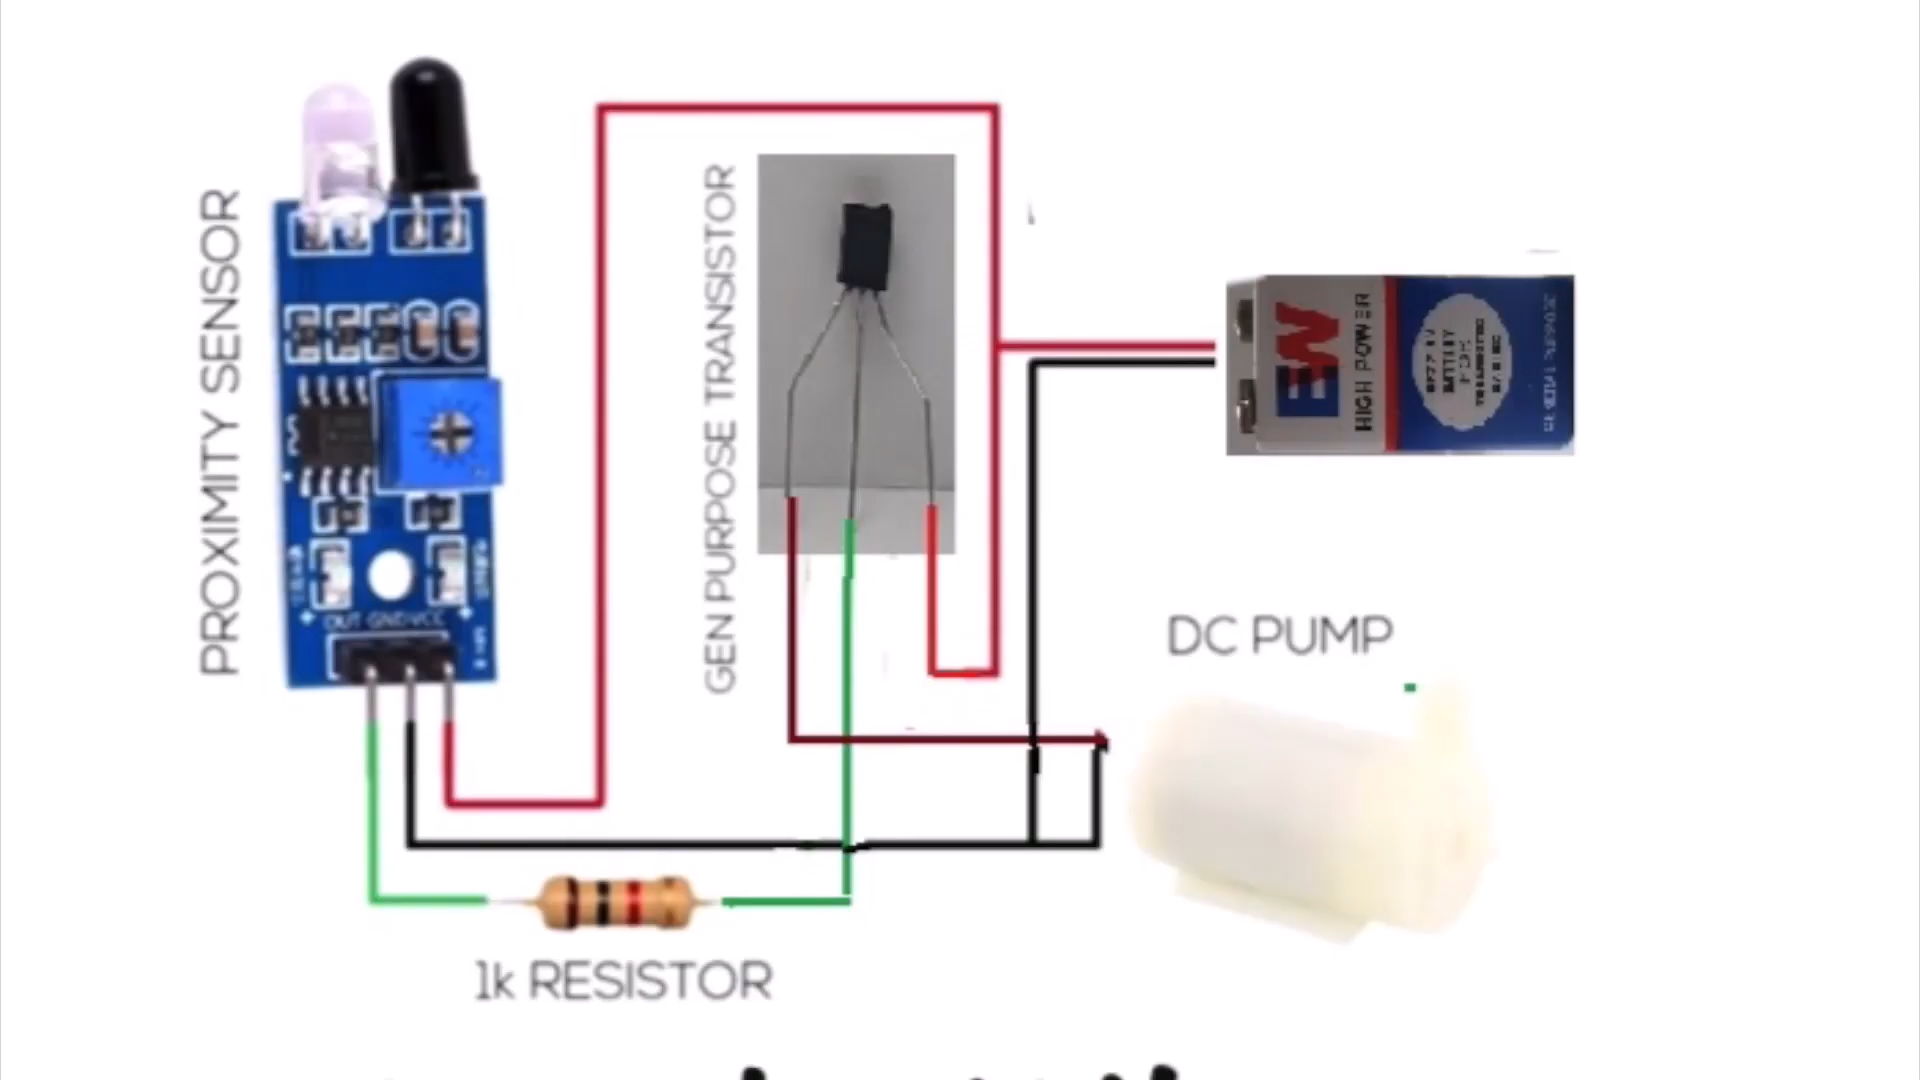 PROXIMITY SENSOR
OUT GND VCC
GEN PURPOSE TRANSISTOR
EW
HIGH POWER
DC PUMP
1k RESISTOR